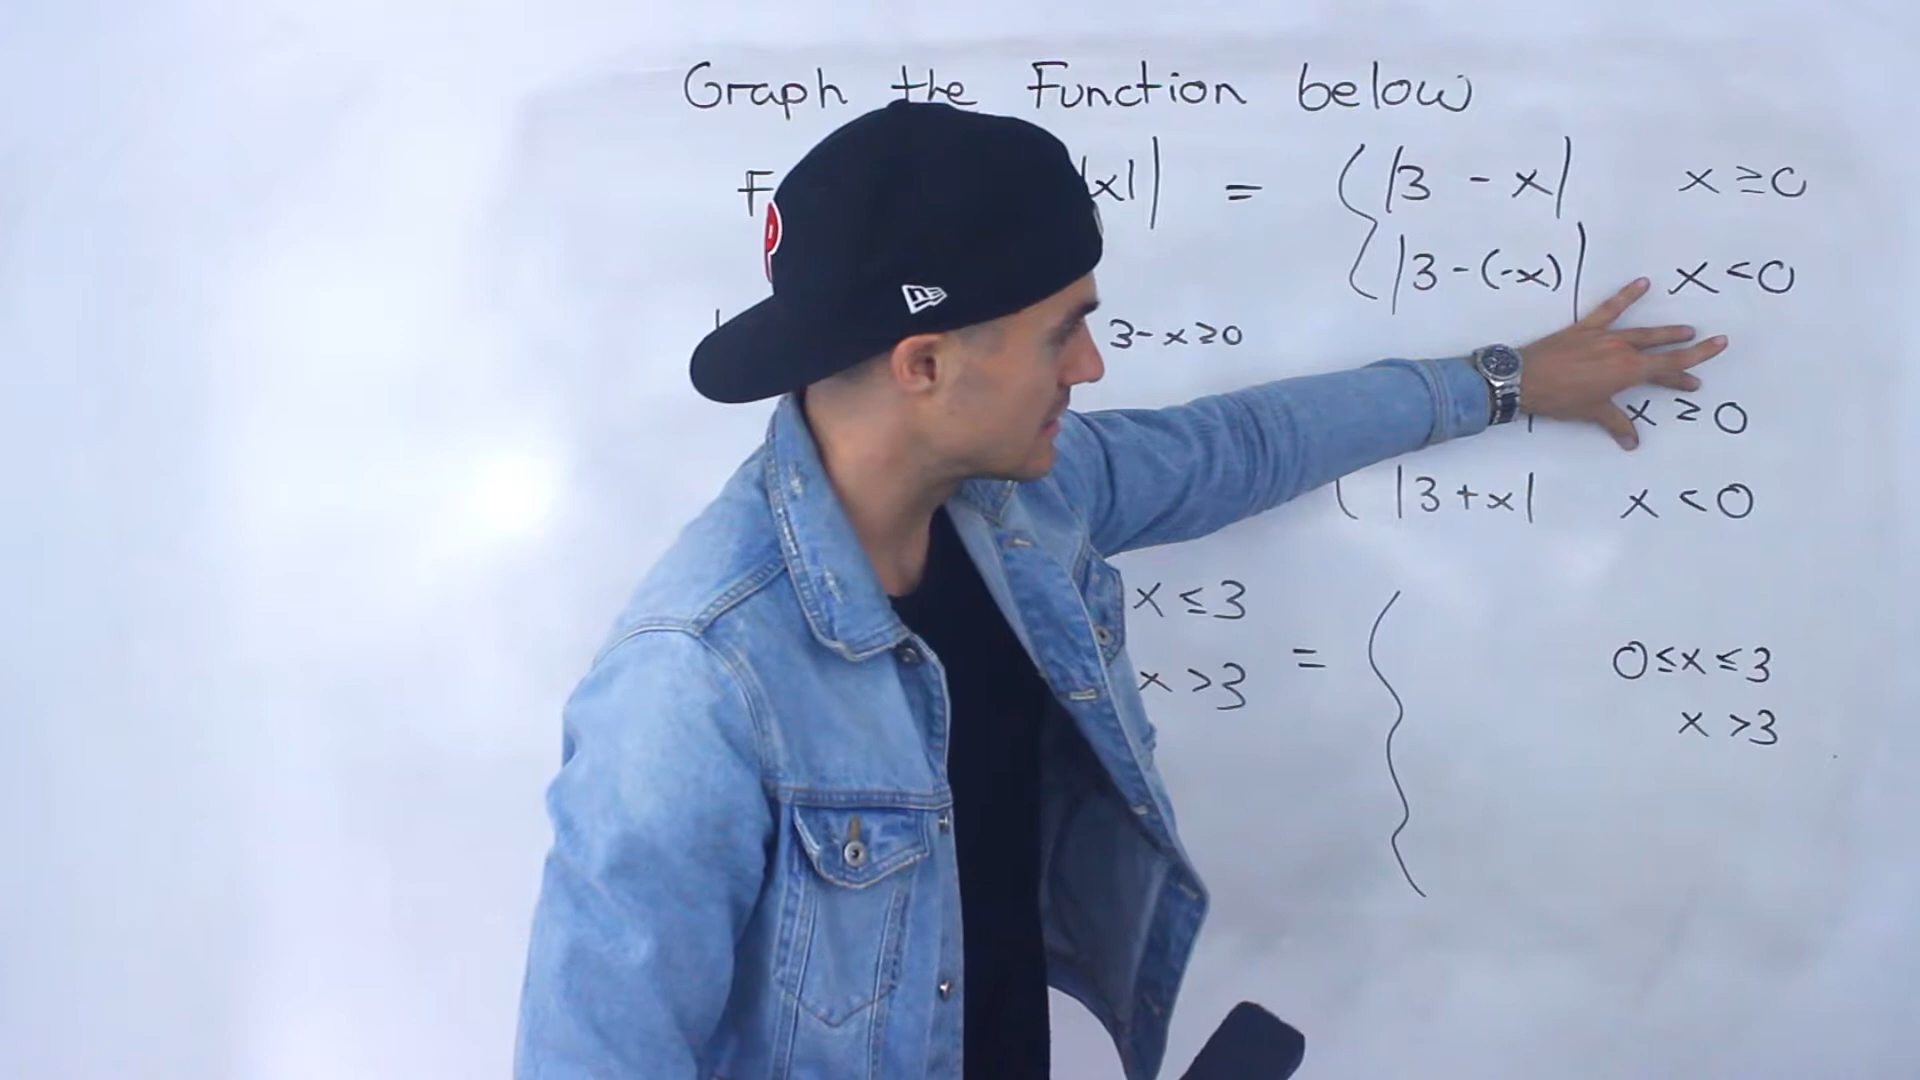 Graph the Function below
F |x|| = |3 - x| x ≥ 0
|3 - (-x)| x < 0
3 - x ≥ 0
x ≥ 0
|3 + x| x < 0
x ≤ 3
= 0 ≤ x ≤ 3
x > 3
x > 3